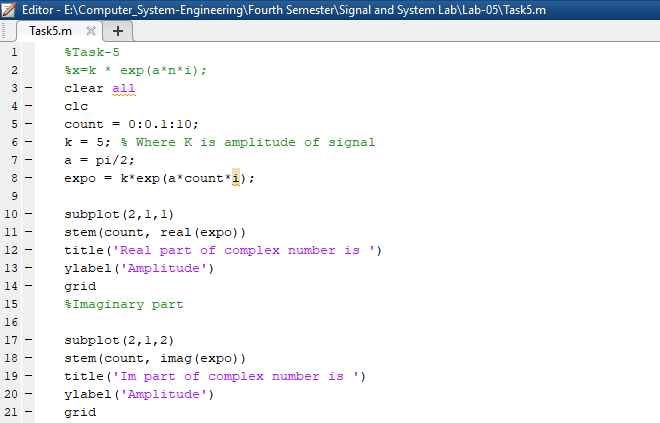 Editor - E:\Computer_System-Engineering\Fourth Semester\Signal and System Lab\Lab-05\Task5.m
Task5.m × +
1 %Task-5
2 %x=k * exp(a*n*i);
3 - clear all
4 - clc
5 - count = 0:0.1:10;
6 - k = 5; % Where K is amplitude of signal
7 - a = pi/2;
8 - expo = k*exp(a*count*i);
9
10 - subplot(2,1,1)
11 - stem(count, real(expo))
12 - title('Real part of complex number is ')
13 - ylabel('Amplitude')
14 - grid
15 %Imaginary part
16
17 - subplot(2,1,2)
18 - stem(count, imag(expo))
19 - title('Im part of complex number is ')
20 - ylabel('Amplitude')
21 - grid